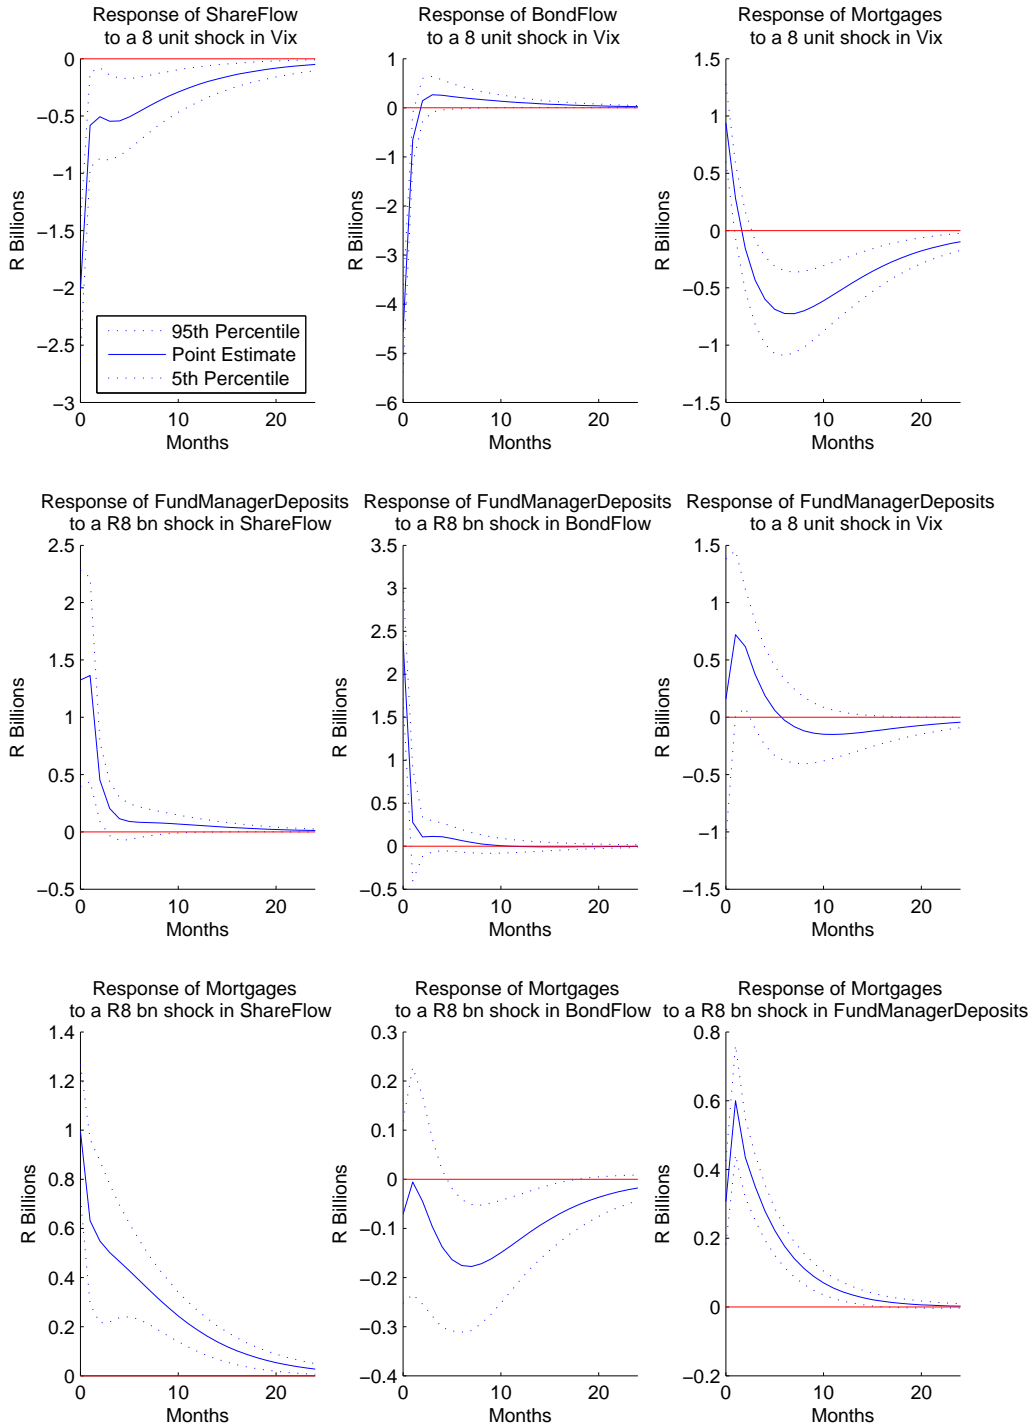 Response of ShareFlow
to a 8 unit shock in Vix
0
−0.5
−1
−1.5
−2
−2.5
−3
R Billions
95th Percentile
Point Estimate
5th Percentile
0 10 20
Months
Response of BondFlow
to a 8 unit shock in Vix
1
0
−1
−2
−3
−4
−5
−6
R Billions
0 10 20
Months
Response of Mortgages
to a 8 unit shock in Vix
1.5
1
0.5
0
−0.5
−1
−1.5
R Billions
0 10 20
Months
Response of FundManagerDeposits
to a R8 bn shock in ShareFlow
2.5
2
1.5
1
0.5
0
−0.5
R Billions
0 10 20
Months
Response of FundManagerDeposits
to a R8 bn shock in BondFlow
3.5
3
2.5
2
1.5
1
0.5
0
−0.5
R Billions
0 10 20
Months
Response of FundManagerDeposits
to a 8 unit shock in Vix
1.5
1
0.5
0
−0.5
−1
−1.5
R Billions
0 10 20
Months
Response of Mortgages
to a R8 bn shock in ShareFlow
1.4
1.2
1
0.8
0.6
0.4
0.2
0
R Billions
0 10 20
Months
Response of Mortgages
to a R8 bn shock in BondFlow
0.3
0.2
0.1
0
−0.1
−0.2
−0.3
−0.4
R Billions
0 10 20
Months
Response of Mortgages
to a R8 bn shock in FundManagerDeposits
0.8
0.6
0.4
0.2
0
−0.2
R Billions
0 10 20
Months